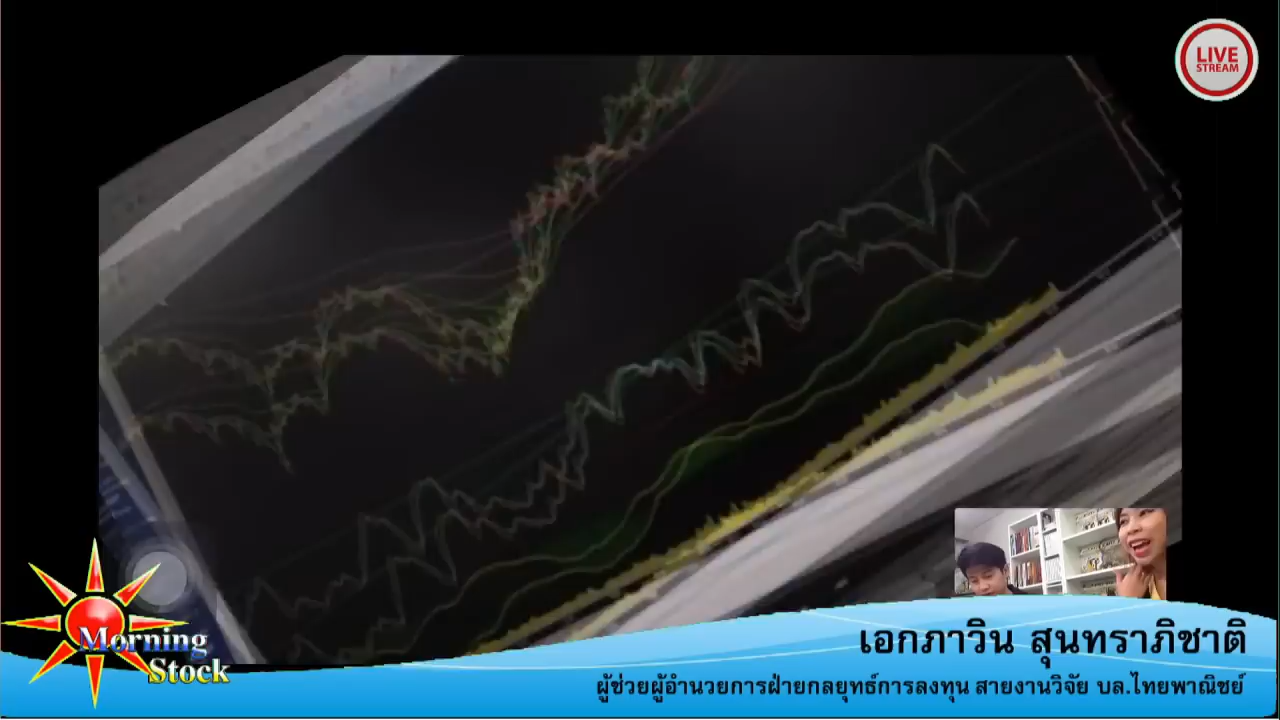 LIVE
STREAM
Morning
Stock
เอกภาวิน สุนทราภิชาติ
ผู้ช่วยผู้อำนวยการฝ่ายกลยุทธ์การลงทุน สายงานวิจัย บล.ไทยพาณิชย์